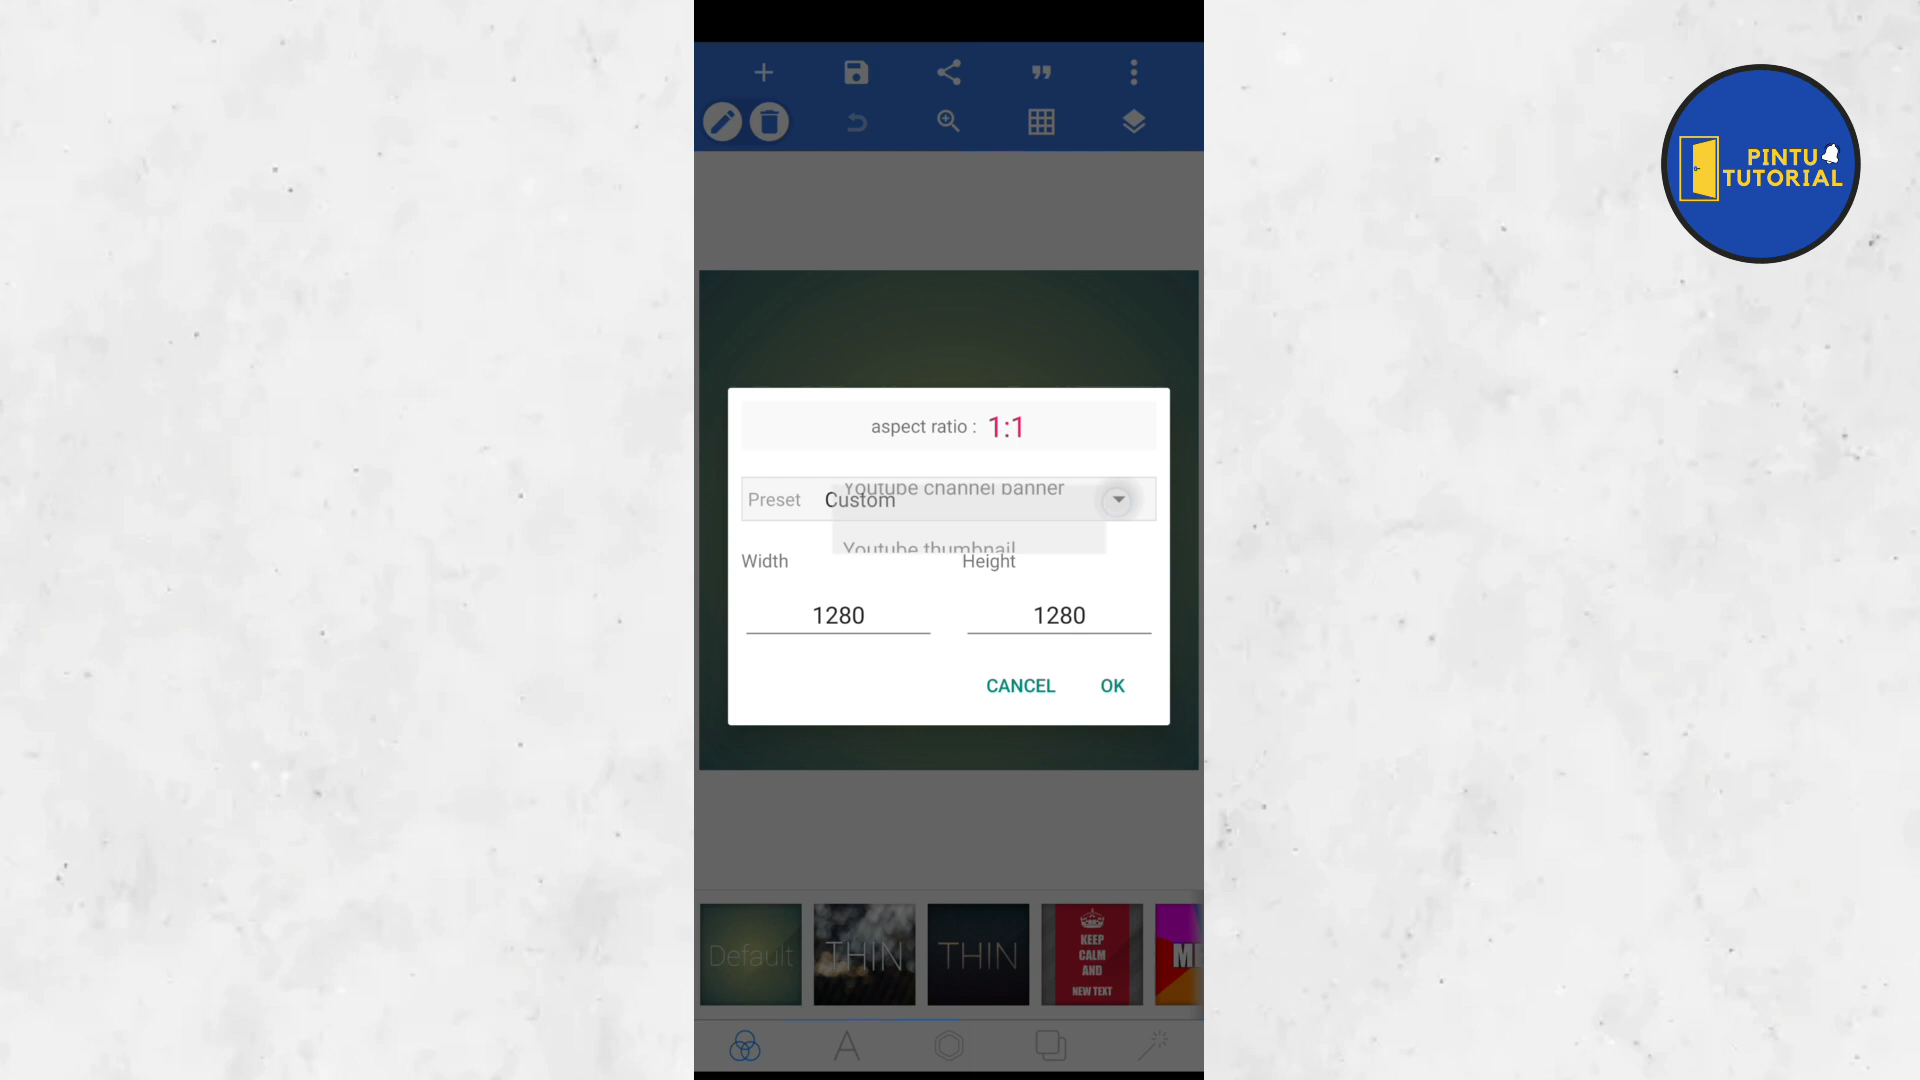 PINTU
TUTORIAL
aspect ratio : 1:1
Youtube channel banner
Preset Custom
Youtube thumbnail
Width Height
1280 1280
CANCEL OK
Default THIN THIN
KEEP
CALM
AND
NEW TEXT